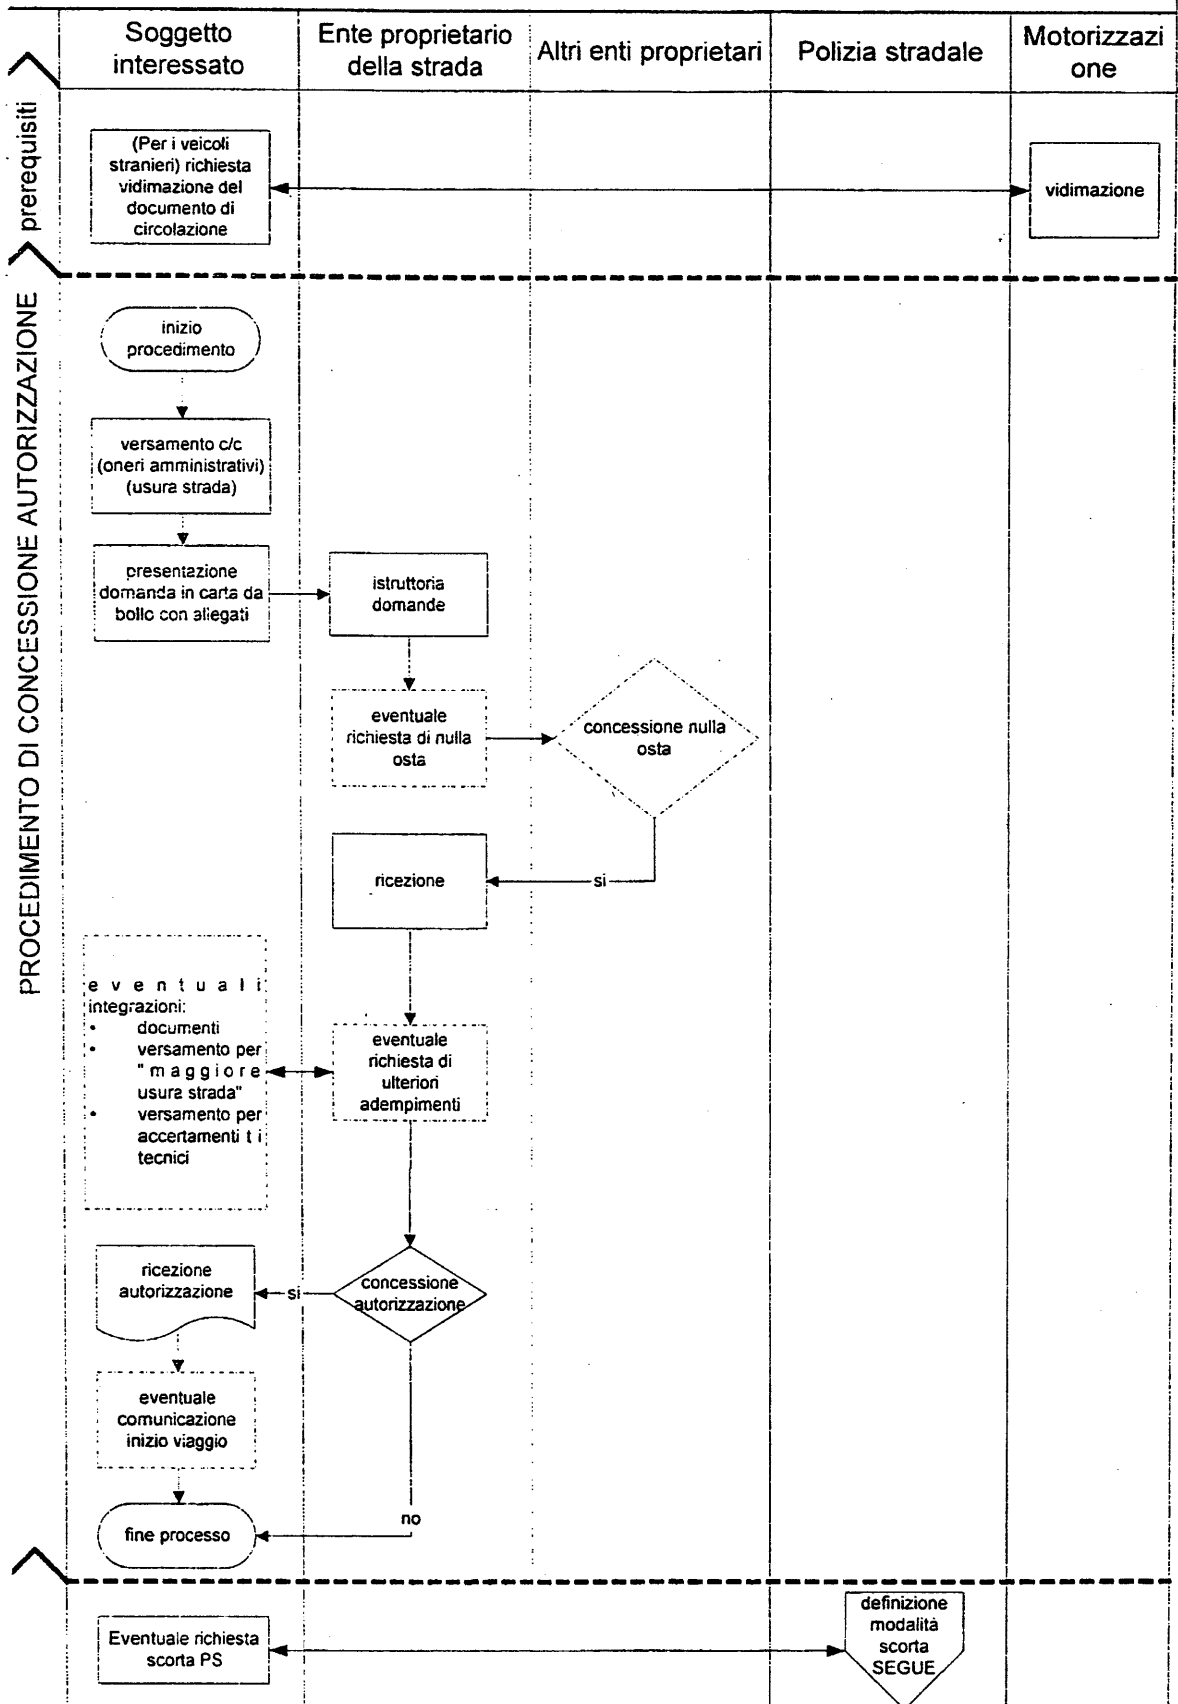 Soggetto
interessato
Ente proprietario
della strada
Altri enti proprietari
Polizia stradale
Motorizzazi
one
prerequisiti
(Per i veicoli
stranieri) richiesta
vidimazione del
documento di
circolazione
vidimazione
PROCEDIMENTO DI CONCESSIONE AUTORIZZAZIONE
inizio
procedimento
versamento c/c
(oneri amministrativi)
(usura strada)
presentazione
domanda in carta da
bollo con allegati
istruttoria
domande
eventuale
richiesta di nulla
osta
concessione nulla
osta
si
ricezione
eventuali
integrazioni:
• documenti
• versamento per
"maggiore
usura strada"
• versamento per
accertamenti t i
tecnici
eventuale
richiesta di
ulteriori
adempimenti
concessione
autorizzazione
si
ricezione
autorizzazione
eventuale
comunicazione
inizio viaggio
no
fine processo
Eventuale richiesta
scorta PS
definizione
modalità
scorta
SEGUE